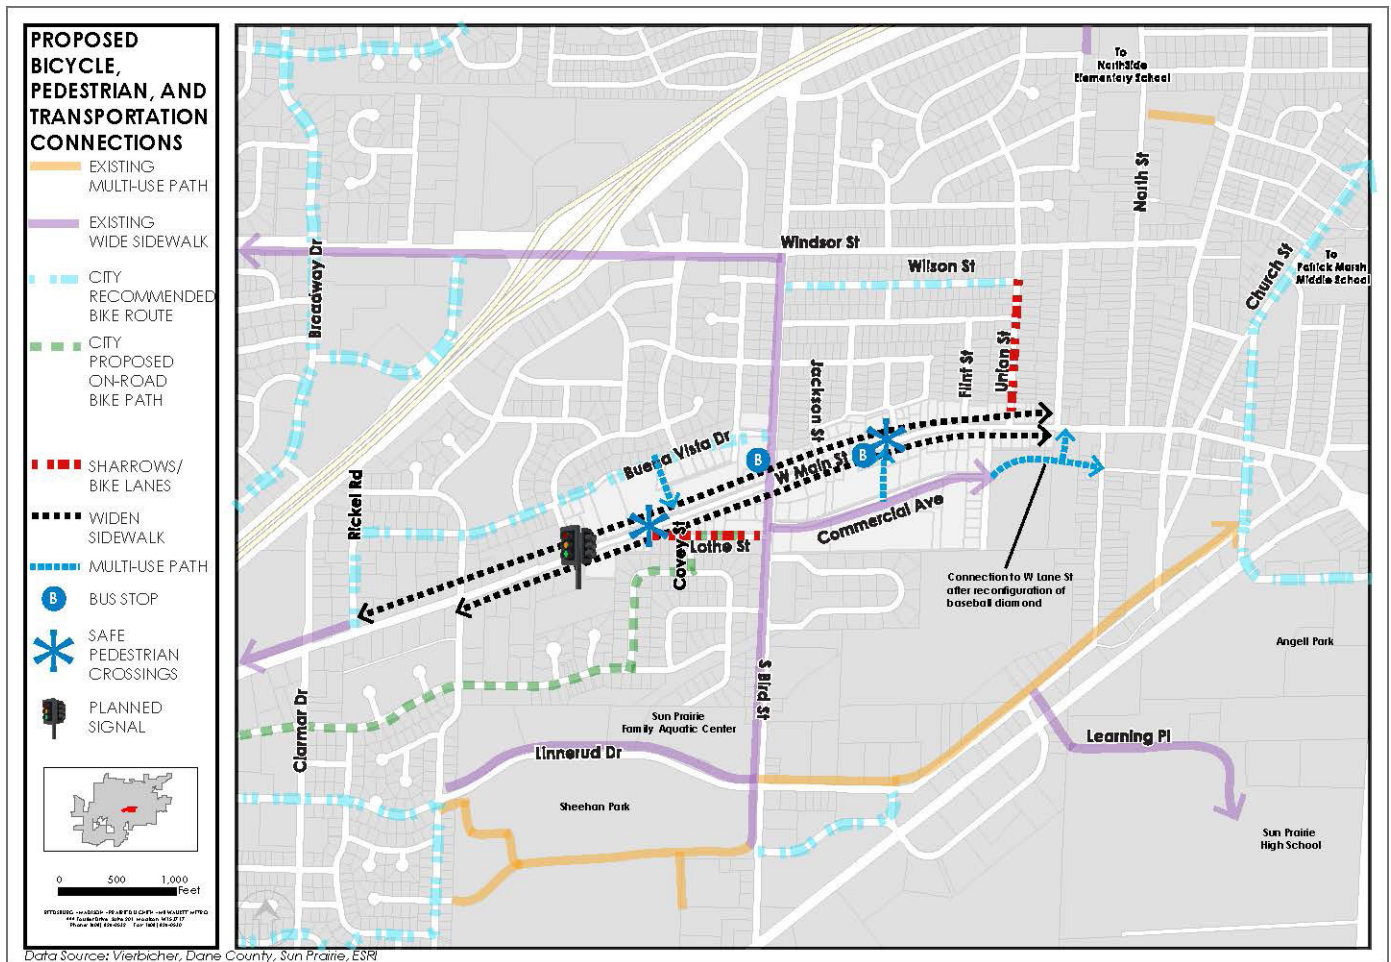 PROPOSED
BICYCLE,
PEDESTRIAN, AND
TRANSPORTATION
CONNECTIONS
EXISTING
MULTI-USE PATH
EXISTING
WIDE SIDEWALK
CITY
RECOMMENDED
BIKE ROUTE
CITY
PROPOSED
ON-ROAD
BIKE PATH
SHARROWS/
BIKE LANES
WIDEN
SIDEWALK
MULTI-USE PATH
B
BUS STOP
SAFE
PEDESTRIAN
CROSSINGS
PLANNED
SIGNAL
0 500 1,000
Feet
To
NorthSide
Elementary School
North St
Windsor St
Wilson St
Church St
To
Patrick Marsh
Middle School
Broadway Dr
Jackson St
Flint St
Union St
Buena Vista Dr
B
W Main St
B
Rickel Rd
Commercial Ave
Lothe St
Covey St
Connection to W Lane St
after reconfiguration of
baseball diamond
Angell Park
S Bird St
Clarmar Dr
Sun Prairie
Family Aquatic Center
Linnerud Dr
Learning Pl
Sheehan Park
Sun Prairie
High School
Data Source: Vierbicher, Dane County, Sun Prairie, ESRI